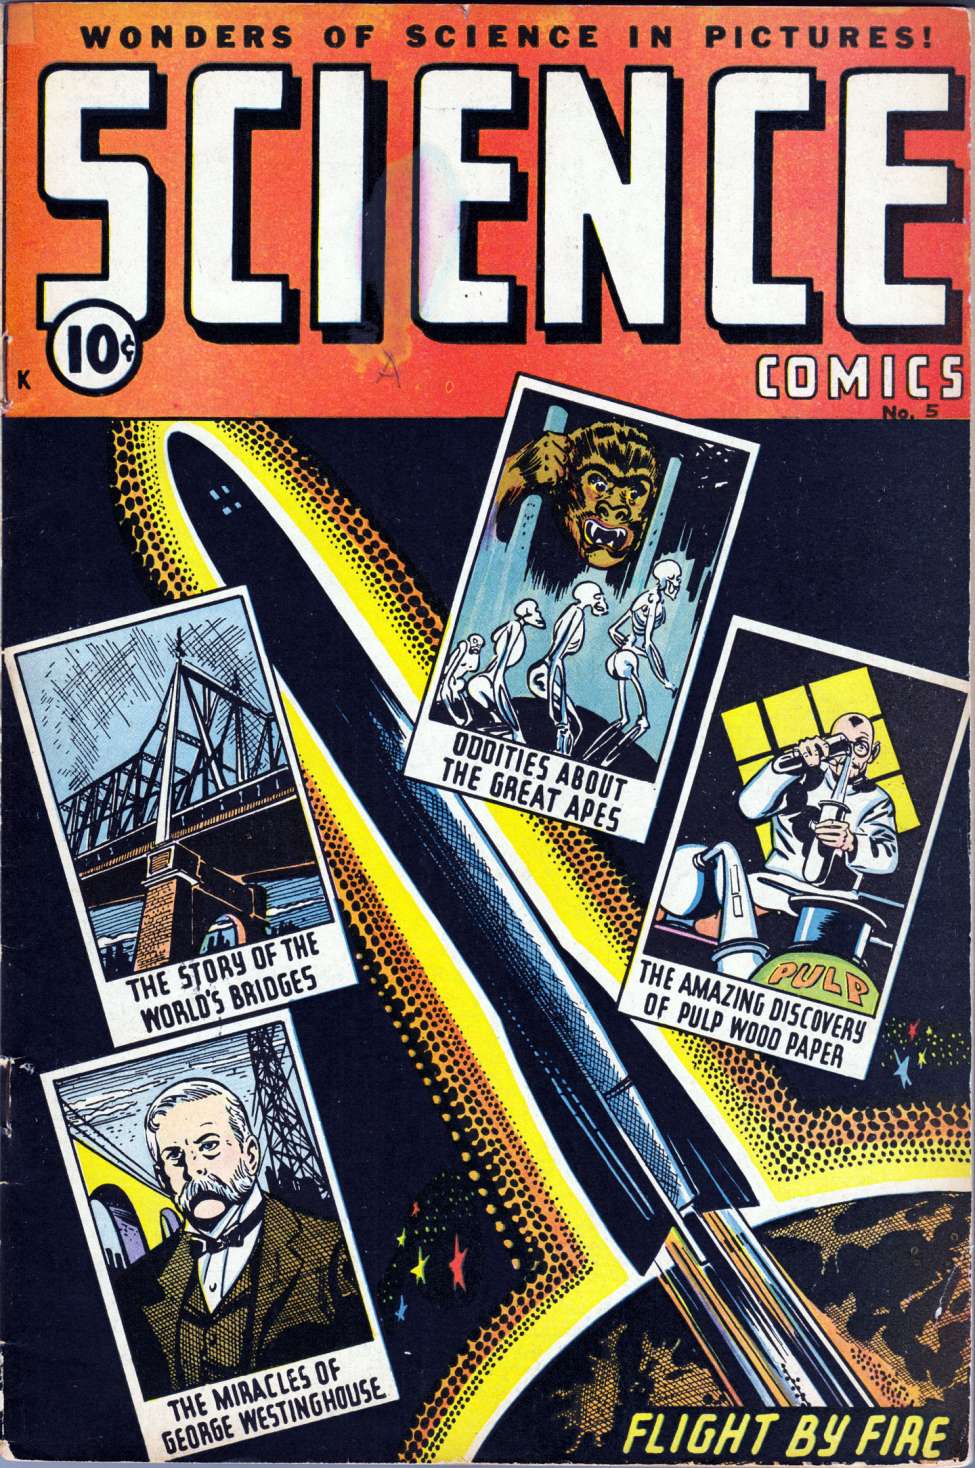 WONDERS OF SCIENCE IN PICTURES!
SCIENCE
10¢
K
A
COMICS
No. 5
ODDITIES ABOUT
THE GREAT APES
THE STORY OF THE
WORLD'S BRIDGES
PULP
THE AMAZING DISCOVERY
OF PULP WOOD PAPER
THE MIRACLES OF
GEORGE WESTINGHOUSE
FLIGHT BY FIRE